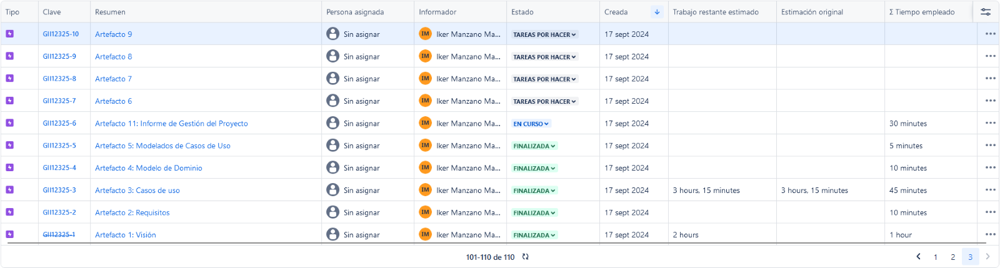 Tipo Clave Resumen Persona asignada Informador Estado Creada Trabajo restante estimado Estimación original Σ Tiempo empleado
GII12325-10 Artefacto 9 Sin asignar IM Iker Manzano Ma... TAREAS POR HACER 17 sept 2024
GII12325-9 Artefacto 8 Sin asignar IM Iker Manzano Ma... TAREAS POR HACER 17 sept 2024
GII12325-8 Artefacto 7 Sin asignar IM Iker Manzano Ma... TAREAS POR HACER 17 sept 2024
GII12325-7 Artefacto 6 Sin asignar IM Iker Manzano Ma... TAREAS POR HACER 17 sept 2024
GII12325-6 Artefacto 11: Informe de Gestión del Proyecto Sin asignar IM Iker Manzano Ma... EN CURSO 17 sept 2024 30 minutes
GII12325-5 Artefacto 5: Modelados de Casos de Uso Sin asignar IM Iker Manzano Ma... FINALIZADA 17 sept 2024 5 minutes
GII12325-4 Artefacto 4: Modelo de Dominio Sin asignar IM Iker Manzano Ma... FINALIZADA 17 sept 2024 10 minutes
GII12325-3 Artefacto 3: Casos de uso Sin asignar IM Iker Manzano Ma... FINALIZADA 17 sept 2024 3 hours, 15 minutes 3 hours, 15 minutes 45 minutes
GII12325-2 Artefacto 2: Requisitos Sin asignar IM Iker Manzano Ma... FINALIZADA 17 sept 2024 10 minutes
GII12325-1 Artefacto 1: Visión Sin asignar IM Iker Manzano Ma... FINALIZADA 17 sept 2024 2 hours 1 hour
101-110 de 110 1 2 3